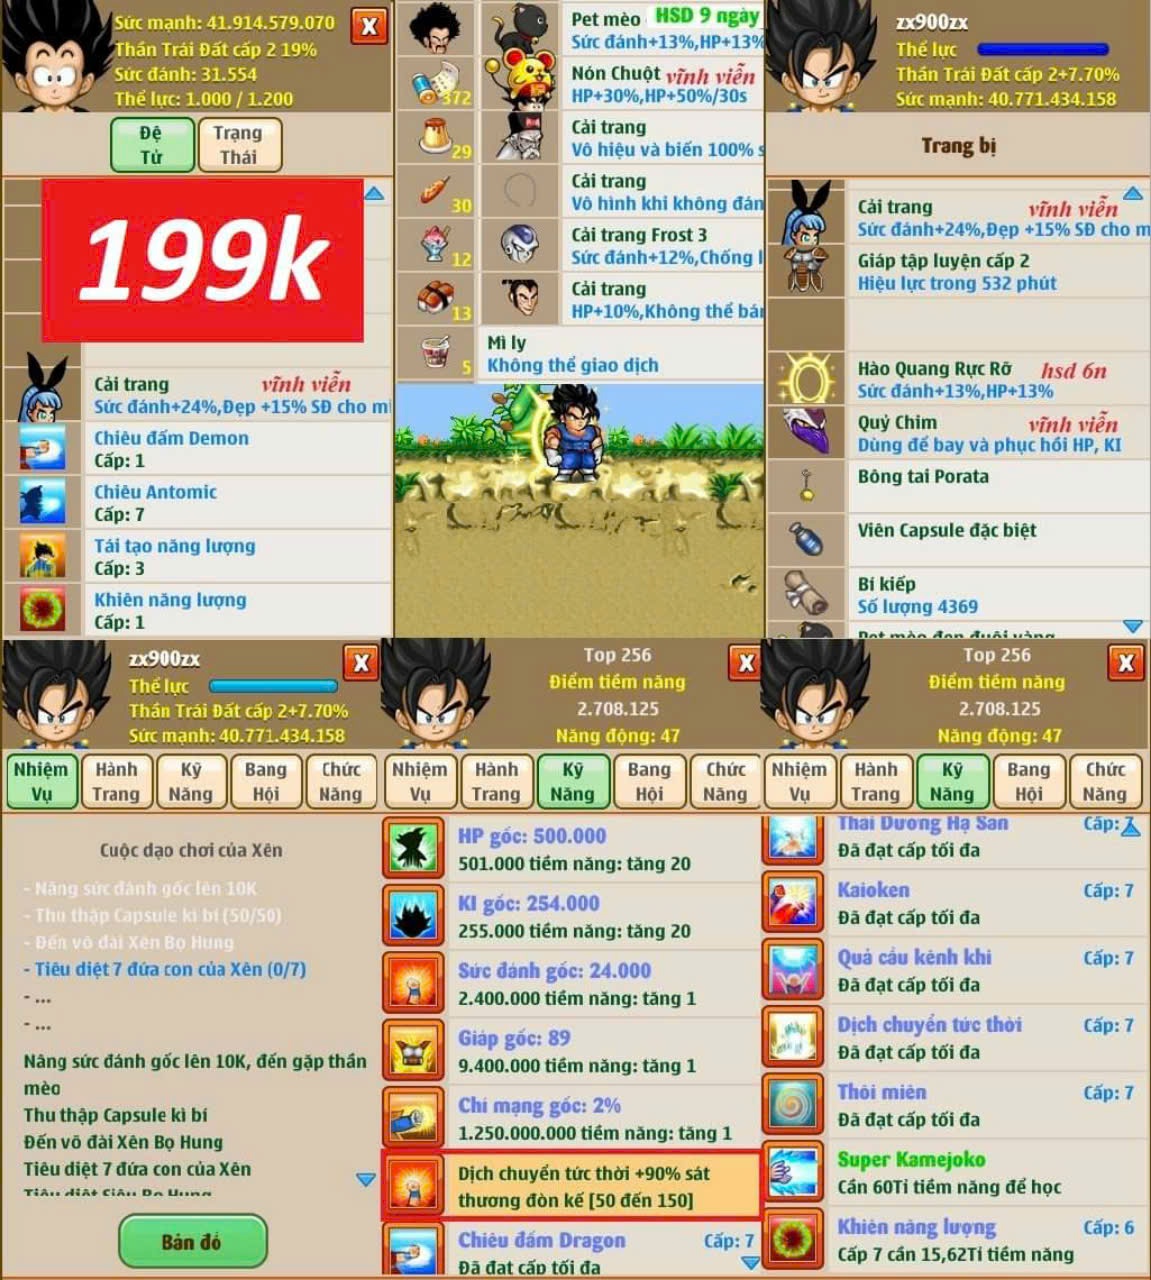 Sức mạnh: 41.914.579.070
Thần Trái Đất cấp 2 19%
Sức đánh: 31.554
Thể lực: 1.000 / 1.200
X
Đệ
Tử
Trạng
Thái
199k
Cải trang vĩnh viễn
Sức đánh+24%,Đẹp +15% SĐ cho mì
Chiêu đấm Demon
Cấp: 1
Chiêu Antomic
Cấp: 7
Tái tạo năng lượng
Cấp: 3
Khiên năng lượng
Cấp: 1
372
29
30
12
13
5
Pet mèo HSD 9 ngày
Sức đánh+13%,HP+13%
Nón Chuột vĩnh viễn
HP+30%,HP+50%/30s
Cải trang
Vô hiệu và biến 100% s
Cải trang
Vô hình khi không đán
Cải trang Frost 3
Sức đánh+12%,Chống l
Cải trang
HP+10%,Không thể bá
Mì ly
Không thể giao dịch
zx900zx
Thể lực
Thần Trái Đất cấp 2+7.70%
Sức mạnh: 40.771.434.158
Trang bị
Cải trang vĩnh viễn
Sức đánh+24%,Đẹp +15% SĐ cho m
Giáp tập luyện cấp 2
Hiệu lực trong 532 phút
Hào Quang Rực Rỡ hsd 6n
Sức đánh+13%,HP+13%
Quỷ Chim vĩnh viễn
Dùng để bay và phục hồi HP, KI
Bông tai Porata
Viên Capsule đặc biệt
Bí kiếp
Số lượng 4369
Pet mèo đen đuôi vàng
zx900zx
Thể lực
Thần Trái Đất cấp 2+7.70%
Sức mạnh: 40.771.434.158
X
Nhiệm
Vụ
Hành
Trang
Kỹ
Năng
Bang
Hội
Chức
Năng
Cuộc dạo chơi của Xên
- Nâng sức đánh gốc lên 10K
- Thu thập Capsule kì bí (50/50)
- Đến võ đài Xên Bọ Hung
- Tiêu diệt 7 đứa con của Xên (0/7)
- ...
- ...
Nâng sức đánh gốc lên 10K, đến gặp thần
mèo
Thu thập Capsule kì bí
Đến võ đài Xên Bọ Hung
Tiêu diệt 7 đứa con của Xên
Tiêu diệt Siêu Bọ Hung
Bản đồ
Top 256
Điểm tiềm năng
2.708.125
Năng động: 47
X
Nhiệm
Vụ
Hành
Trang
Kỹ
Năng
Bang
Hội
Chức
Năng
HP gốc: 500.000
501.000 tiềm năng: tăng 20
KI gốc: 254.000
255.000 tiềm năng: tăng 20
Sức đánh gốc: 24.000
2.400.000 tiềm năng: tăng 1
Giáp gốc: 89
9.400.000 tiềm năng: tăng 1
Chí mạng gốc: 2%
1.250.000.000 tiềm năng: tăng 1
Dịch chuyển tức thời +90% sát
thương đòn kế [50 đến 150]
Chiêu đấm Dragon Cấp: 7
Đã đạt cấp tối đa
Top 256
Điểm tiềm năng
2.708.125
Năng động: 47
X
Nhiệm
Vụ
Hành
Trang
Kỹ
Năng
Bang
Hội
Chức
Năng
Thái Dương Hạ San Cấp: 7
Đã đạt cấp tối đa
Kaioken Cấp: 7
Đã đạt cấp tối đa
Quả cầu kênh khi Cấp: 7
Đã đạt cấp tối đa
Dịch chuyển tức thời Cấp: 7
Đã đạt cấp tối đa
Thôi miên Cấp: 7
Đã đạt cấp tối đa
Super Kamejoko
Cần 60Ti tiềm năng để học
Khiên năng lượng Cấp: 6
Cấp 7 cần 15,62Ti tiềm năng